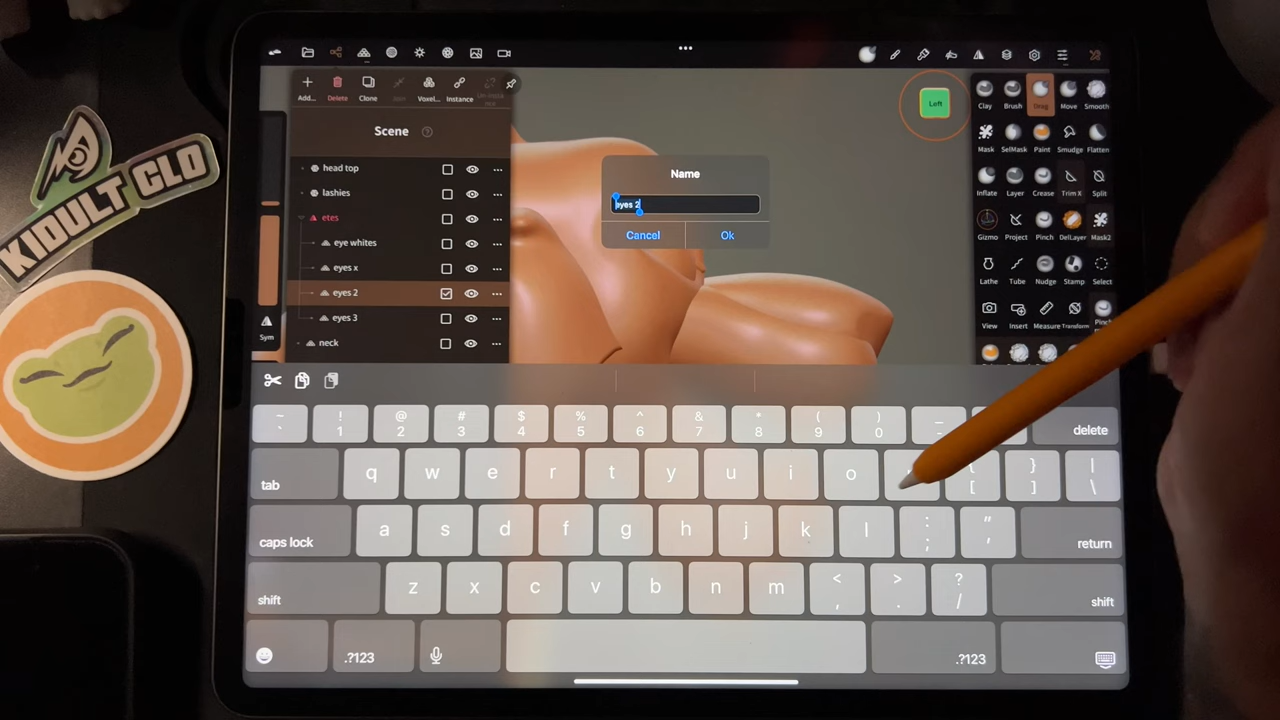 KIDULT CLO
Add...
Delete
Clone
Voxel...
Instance
Left
Scene
?
head top
lashies
etes
eye whites
eyes x
eyes 2
eyes 3
neck
Sym
Name
eyes 2
Cancel
Ok
Clay
Brush
Drag
Move
Smooth
Mask
SelMask
Paint
Smudge
Flatten
Inflate
Layer
Crease
Trim X
Split
Gizmo
Project
Pinch
DelLayer
Mask2
Lathe
Tube
Nudge
Stamp
Select
View
Insert
Measure
Transform
~ ! @ # $ % ^ & * ( ) _
` 1 2 3 4 5 6 7 8 9 0
delete
tab
q w e r t y u i o
{ } |
[ ] \
caps lock
a s d f g h j k l
: "
; '
return
shift
z x c v b n m
< > ?
, . /
shift
.?123
.?123